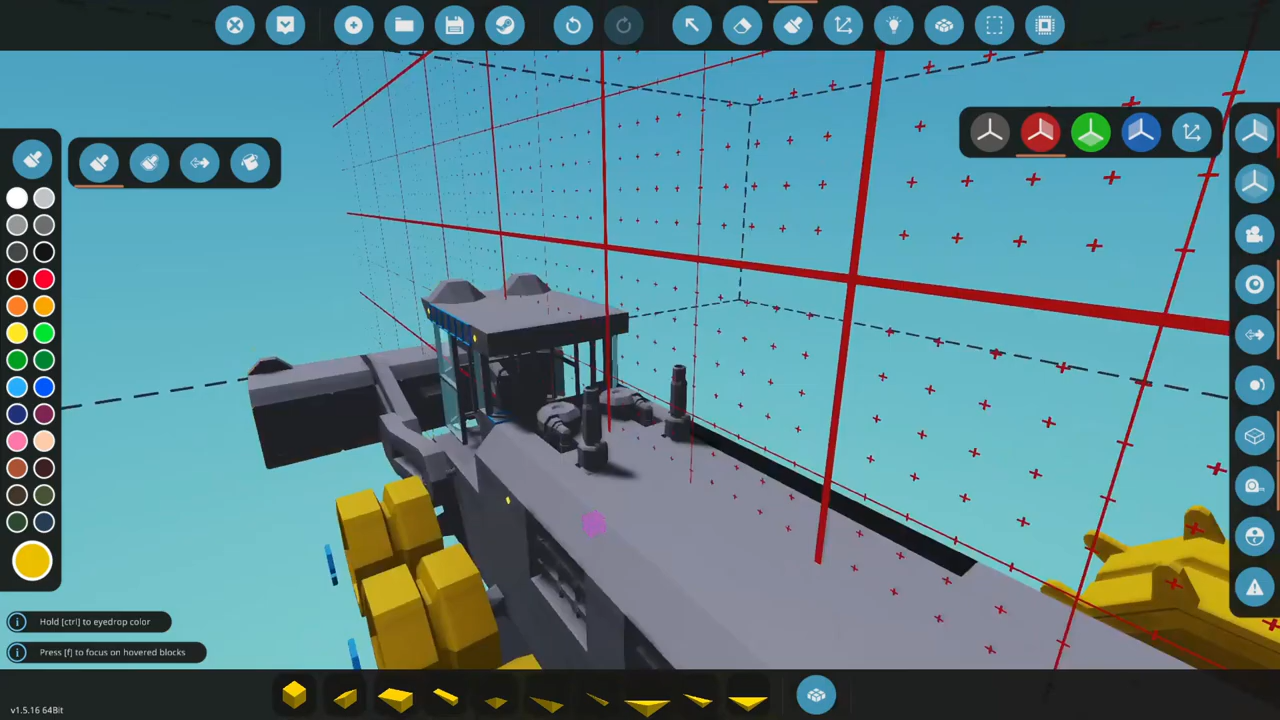 Hold [ctrl] to eyedrop color
Press [f] to focus on hovered blocks
v1.5.16 64Bit